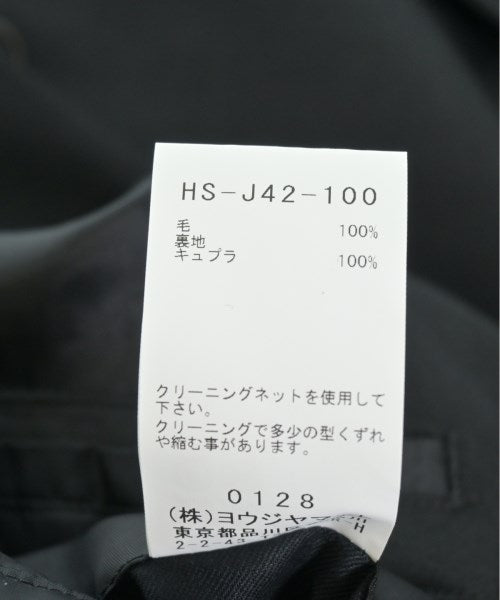 HS-J42-100
毛 100%
裏地
キュプラ 100%
クリーニングネットを使用して
下さい。
クリーニングで多少の型くずれ
や縮む事があります。
0128
(株)ヨウジヤ
東京都品川
2-2-43